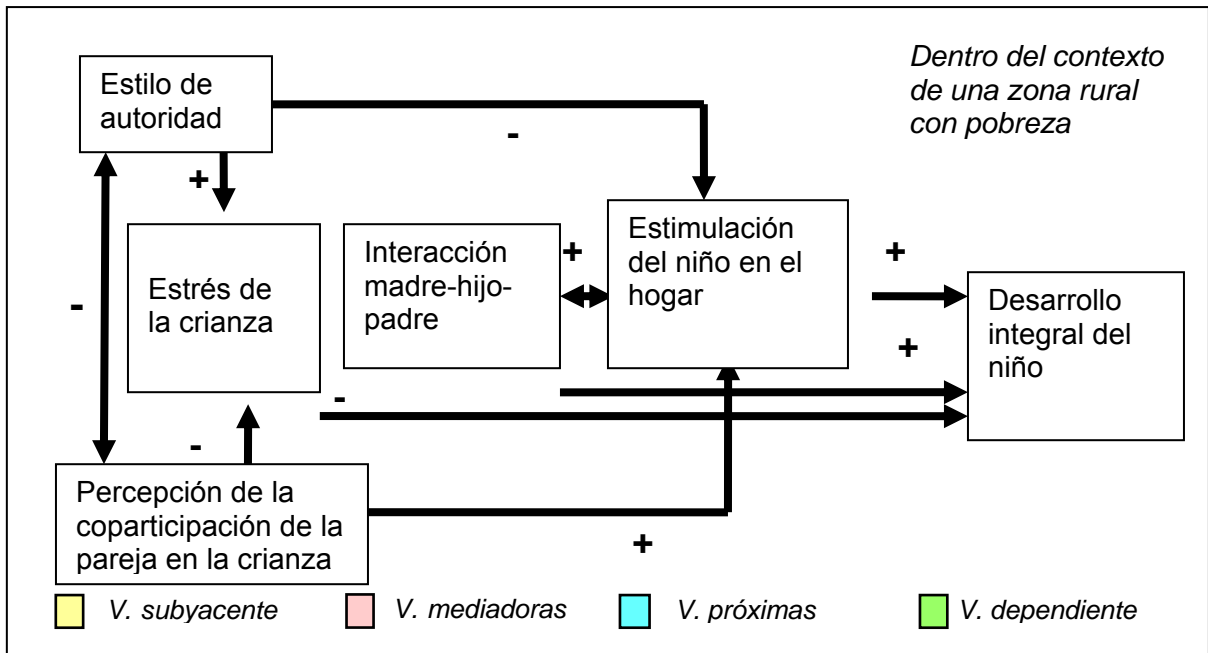 Estilo de
autoridad
Dentro del contexto
de una zona rural
con pobreza
-
+
Estrés de
la crianza
Interacción
madre-hijo-
padre
+
Estimulación
del niño en el
hogar
+
+
Desarrollo
integral del
niño
-
-
-
Percepción de la
coparticipación de la
pareja en la crianza
+
V. subyacente
V. mediadoras
V. próximas
V. dependiente